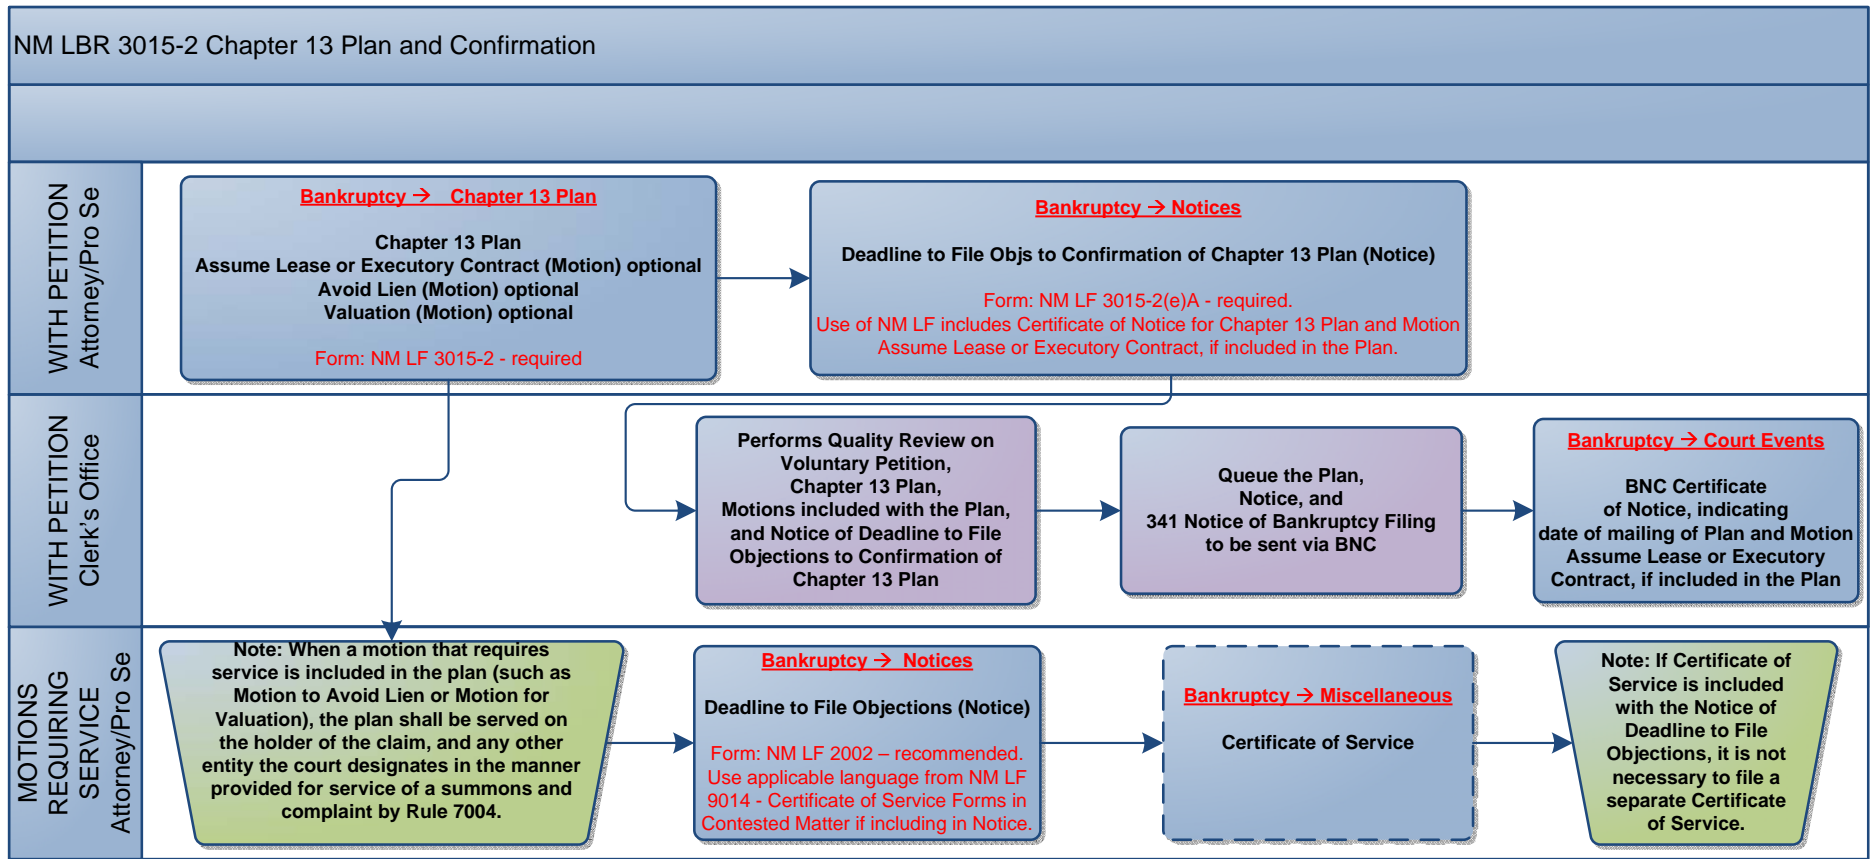 NM LBR 3015-2 Chapter 13 Plan and Confirmation
WITH PETITION
Attorney/Pro Se
Bankruptcy → Chapter 13 Plan
Chapter 13 Plan
Assume Lease or Executory Contract (Motion) optional
Avoid Lien (Motion) optional
Valuation (Motion) optional
Form: NM LF 3015-2 - required
Bankruptcy → Notices
Deadline to File Objs to Confirmation of Chapter 13 Plan (Notice)
Form: NM LF 3015-2(e)A - required.
Use of NM LF includes Certificate of Notice for Chapter 13 Plan and Motion
Assume Lease or Executory Contract, if included in the Plan.
WITH PETITION
Clerk's Office
Performs Quality Review on
Voluntary Petition,
Chapter 13 Plan,
Motions included with the Plan,
and Notice of Deadline to File
Objections to Confirmation of
Chapter 13 Plan
Queue the Plan,
Notice, and
341 Notice of Bankruptcy Filing
to be sent via BNC
Bankruptcy → Court Events
BNC Certificate
of Notice, indicating
date of mailing of Plan and Motion
Assume Lease or Executory
Contract, if included in the Plan
MOTIONS
REQUIRING
SERVICE
Attorney/Pro Se
Note: When a motion that requires
service is included in the plan (such as
Motion to Avoid Lien or Motion for
Valuation), the plan shall be served on
the holder of the claim, and any other
entity the court designates in the manner
provided for service of a summons and
complaint by Rule 7004.
Bankruptcy → Notices
Deadline to File Objections (Notice)
Form: NM LF 2002 – recommended.
Use applicable language from NM LF
9014 - Certificate of Service Forms in
Contested Matter if including in Notice.
Bankruptcy → Miscellaneous
Certificate of Service
Note: If Certificate of
Service is included
with the Notice of
Deadline to File
Objections, it is not
necessary to file a
separate Certificate
of Service.